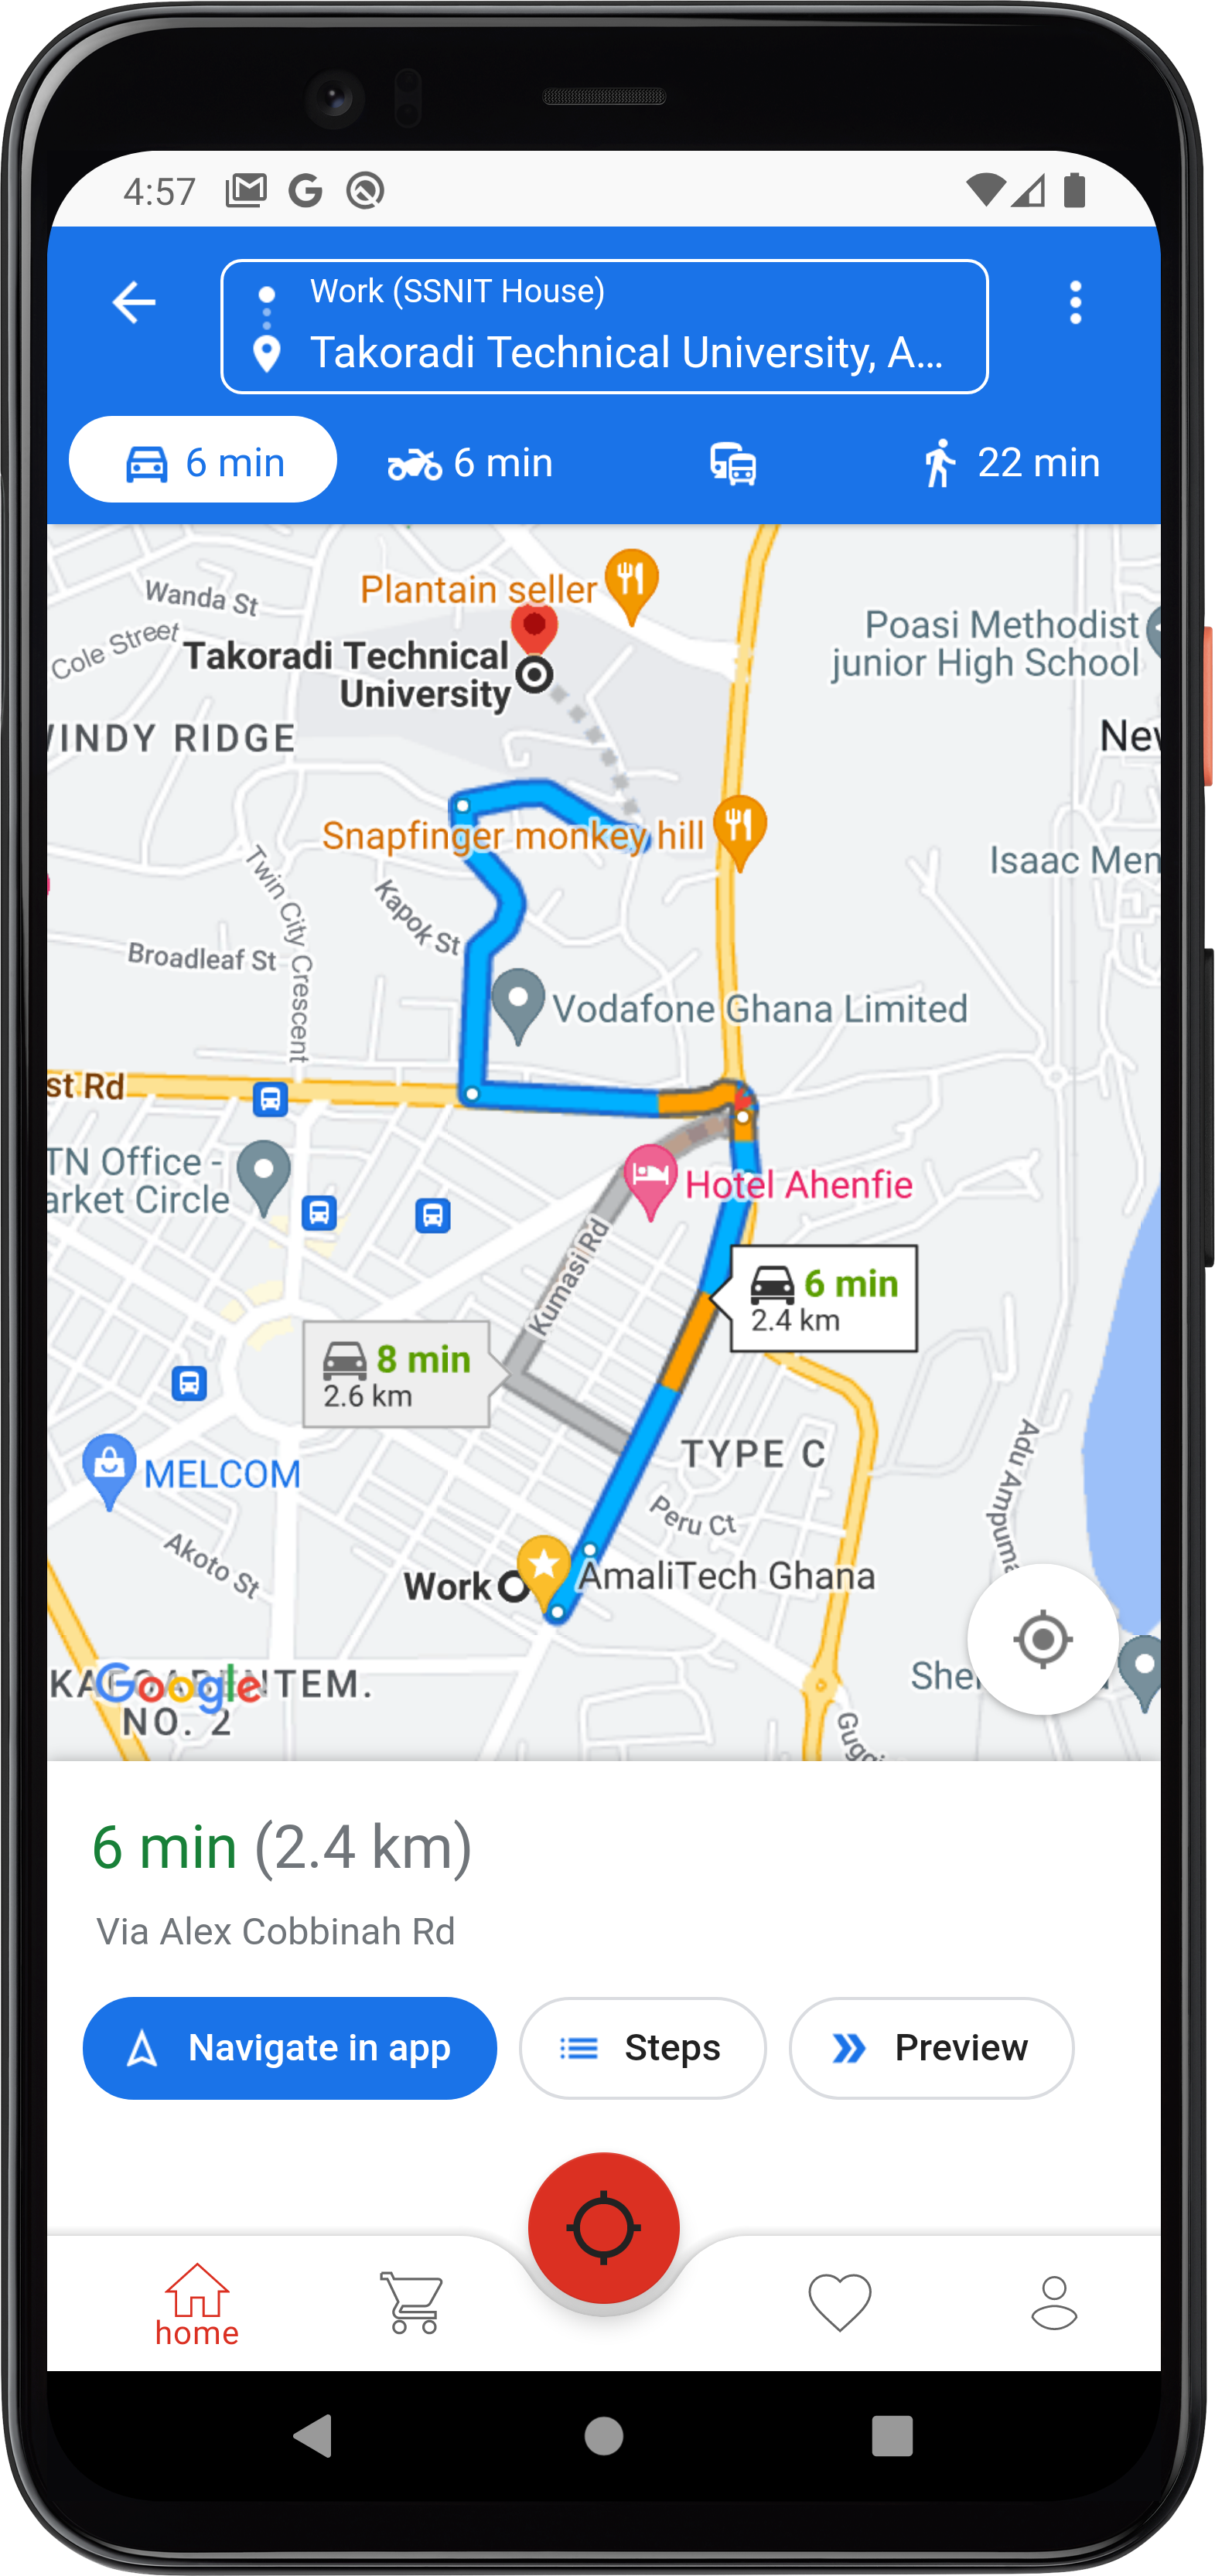 4:57
Work (SSNIT House)
Takoradi Technical University, A...
6 min
6 min
22 min
Plantain seller
Wanda St
Cole Street
Takoradi Technical
University
Poasi Methodist
junior High School
INDY RIDGE
New
Snapfinger monkey hill
Isaac Men
Twin City Crescent
Kapok St
Broadleaf St
Vodafone Ghana Limited
st Rd
TN Office -
arket Circle
Hotel Ahenfie
Kumasi Rd
6 min
2.4 km
8 min
2.6 km
TYPE C
Adu Ampuma
MELCOM
Peru Ct
Akoto St
Work
AmaliTech Ghana
Google
NTEM.
NO. 2
She
Guggi
6 min (2.4 km)
Via Alex Cobbinah Rd
Navigate in app
Steps
Preview
home